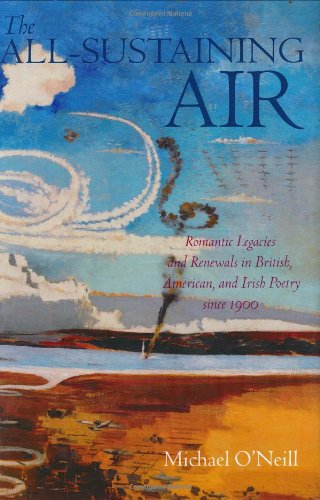 The
ALL-SUSTAINING
AIR
Romantic Legacies
and Renewals in British,
American, and Irish Poetry
since 1900
Michael O'Neill